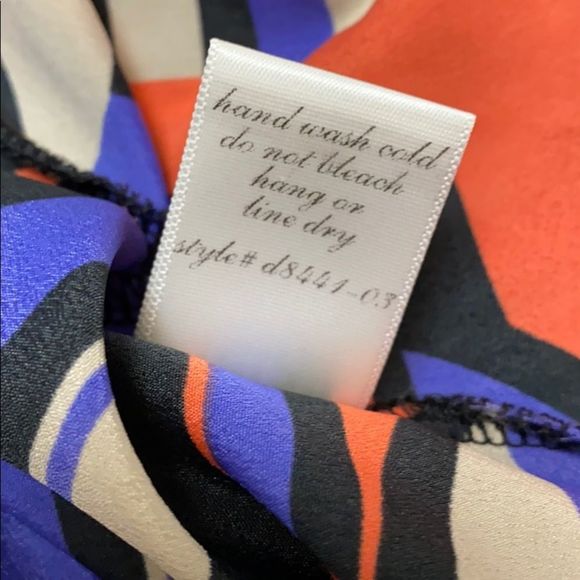 hand wash cold
do not bleach
hang or
line dry
style# d8441-03